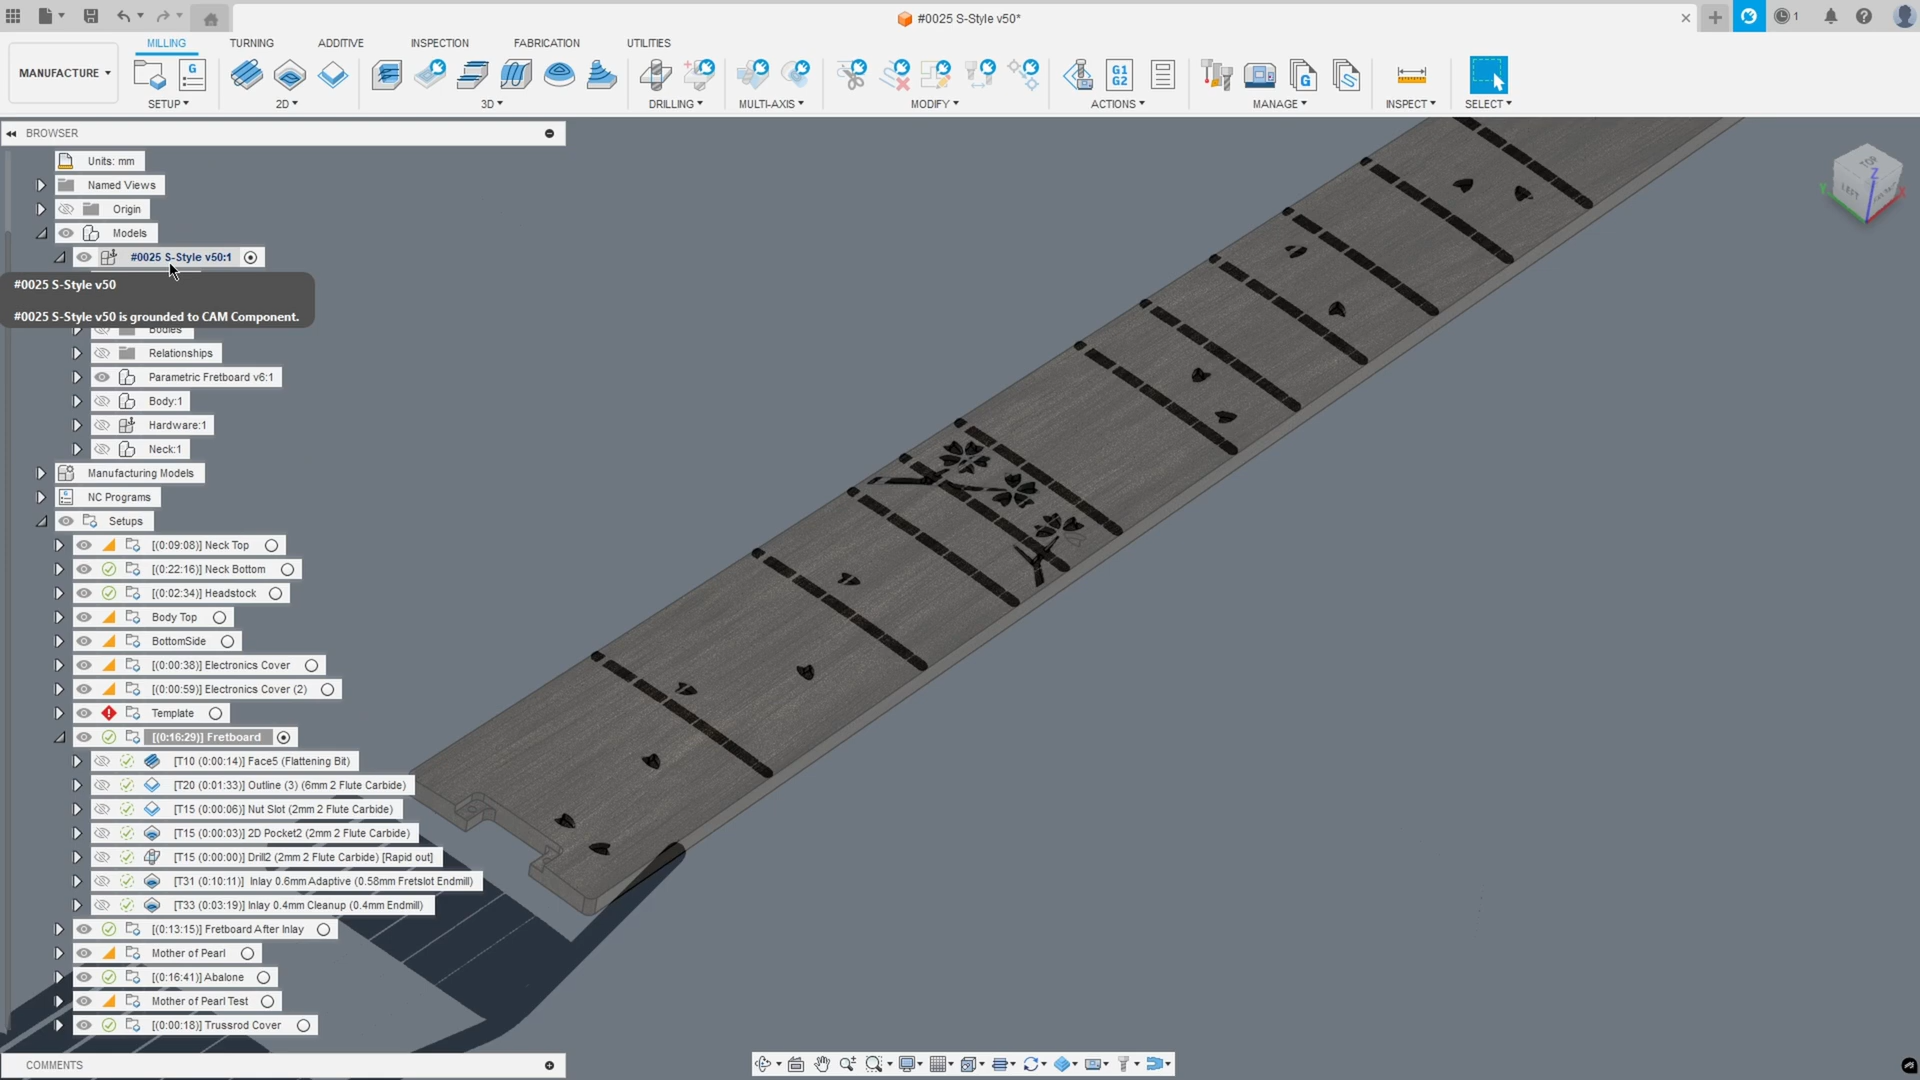 #0025 S-Style v50*
1
MILLING
TURNING
ADDITIVE
INSPECTION
FABRICATION
UTILITIES
MANUFACTURE
G
G1
G2
G
SETUP
2D
3D
DRILLING
MULTI-AXIS
MODIFY
ACTIONS
MANAGE
INSPECT
SELECT
BROWSER
Units: mm
Named Views
Origin
Models
#0025 S-Style v50:1
#0025 S-Style v50
#0025 S-Style v50 is grounded to CAM Component.
Bodies
Relationships
Parametric Fretboard v6:1
Body:1
Hardware:1
Neck:1
Manufacturing Models
NC Programs
Setups
[(0:09:08)] Neck Top
[(0:22:16)] Neck Bottom
[(0:02:34)] Headstock
Body Top
BottomSide
[(0:00:38)] Electronics Cover
[(0:00:59)] Electronics Cover (2)
Template
[(0:16:29)] Fretboard
[T10 (0:00:14)] Face5 (Flattening Bit)
[T20 (0:01:33)] Outline (3) (6mm 2 Flute Carbide)
[T15 (0:00:06)] Nut Slot (2mm 2 Flute Carbide)
[T15 (0:00:03)] 2D Pocket2 (2mm 2 Flute Carbide)
[T15 (0:00:00)] Drill2 (2mm 2 Flute Carbide) [Rapid out]
[T31 (0:10:11)] Inlay 0.6mm Adaptive (0.58mm Fretslot Endmill)
[T33 (0:03:19)] Inlay 0.4mm Cleanup (0.4mm Endmill)
[(0:13:15)] Fretboard After Inlay
Mother of Pearl
[(0:16:41)] Abalone
Mother of Pearl Test
[(0:00:18)] Trussrod Cover
COMMENTS
TOP
LEFT
Z
Y
X